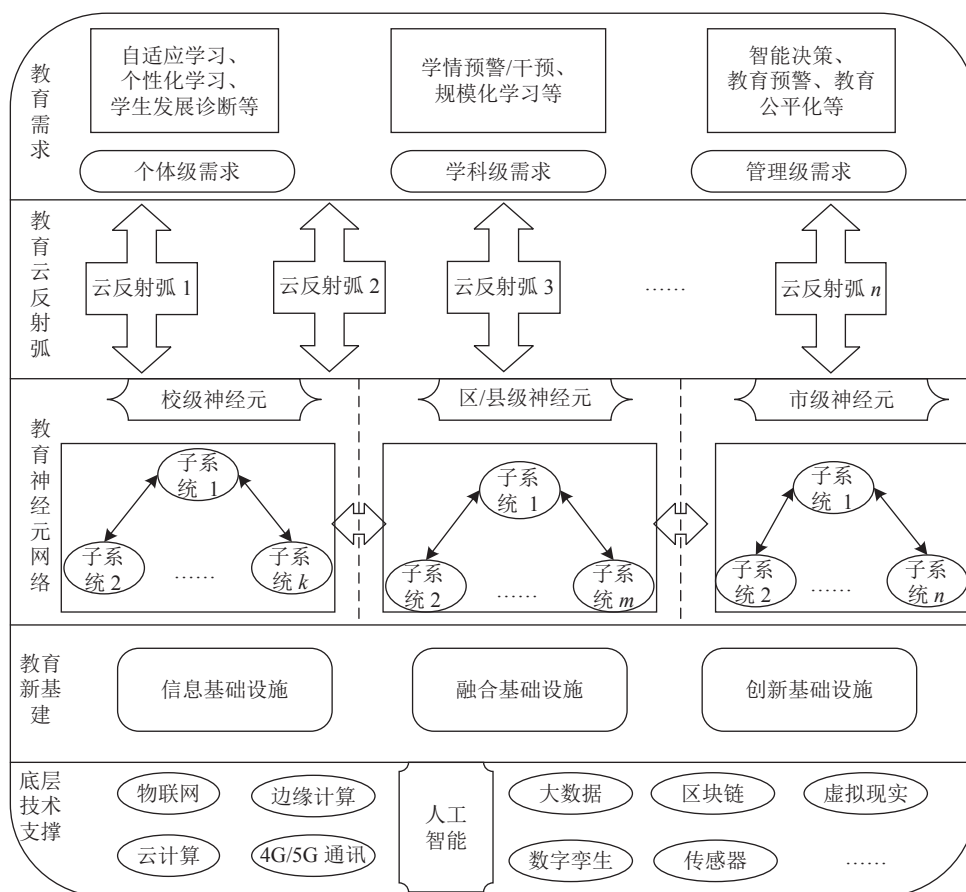 教育需求
自适应学习、
个性化学习、
学生发展诊断等
学情预警/干预、
规模化学习等
智能决策、
教育预警、教育
公平化等
个体级需求
学科级需求
管理级需求
教育云反射弧
云反射弧 1
云反射弧 2
云反射弧 3
……
云反射弧 n
教育神经元网络
校级神经元
区/县级神经元
市级神经元
子系
统 1
子系
统 2
……
子系
统 k
子系
统 1
子系
统 2
……
子系
统 m
子系
统 1
子系
统 2
……
子系
统 n
教育
新基
建
信息基础设施
融合基础设施
创新基础设施
底层
技术
支撑
物联网
边缘计算
云计算
4G/5G 通讯
人工
智能
大数据
区块链
虚拟现实
数字孪生
传感器
……